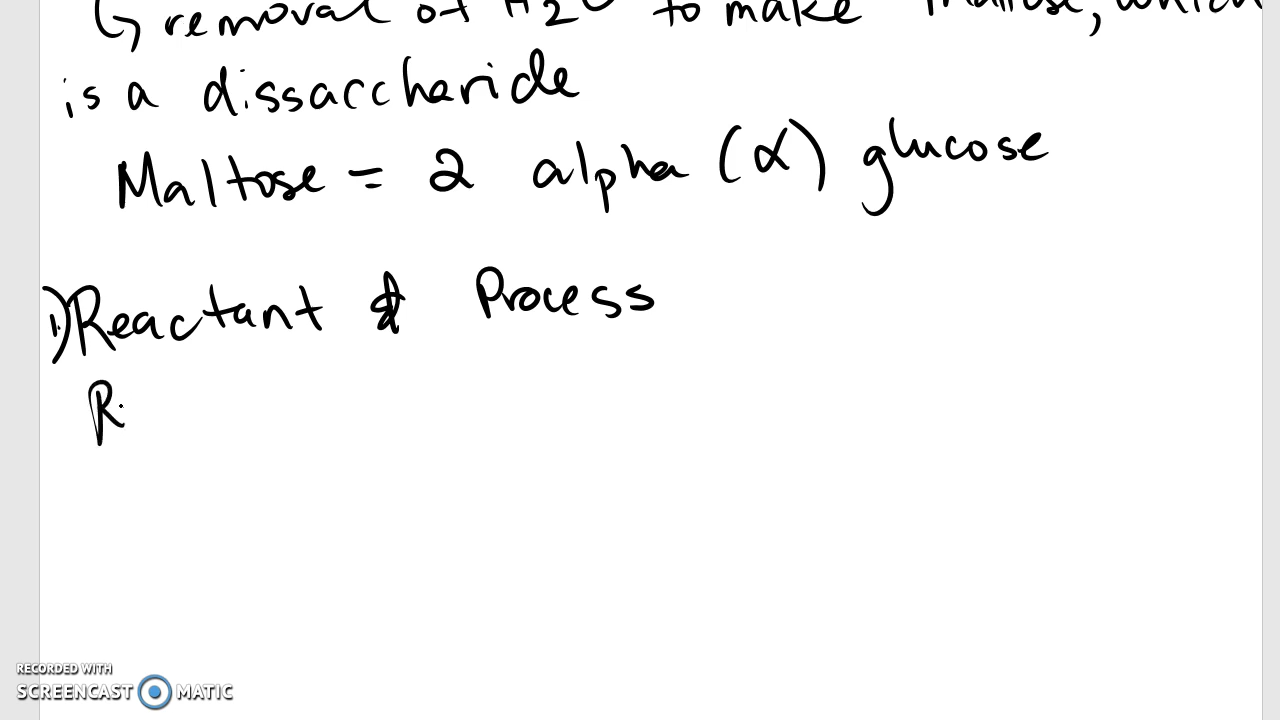 ↳ removal of H2O to make maltose, which
is a dissaccharide
Maltose = 2 alpha (α) glucose
1.) Reactant & Process
R.
RECORDED WITH
SCREENCAST MATIC